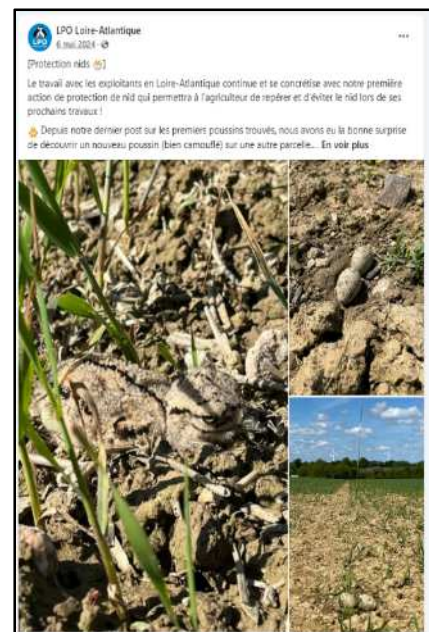 LPO Loire-Atlantique
6 mai 2024
LPO
[Protection nids 🐣]
Le travail avec les exploitants en Loire-Atlantique continue et se concrétise avec notre première
action de protection de nid qui permettra à l'agriculteur de repérer et d'éviter le nid lors de ses
prochains travaux !
🐥 Depuis notre dernier post sur les premiers poussins trouvés, nous avons eu la bonne surprise
de découvrir un nouveau poussin (bien camouflé) sur une autre parcelle... En voir plus